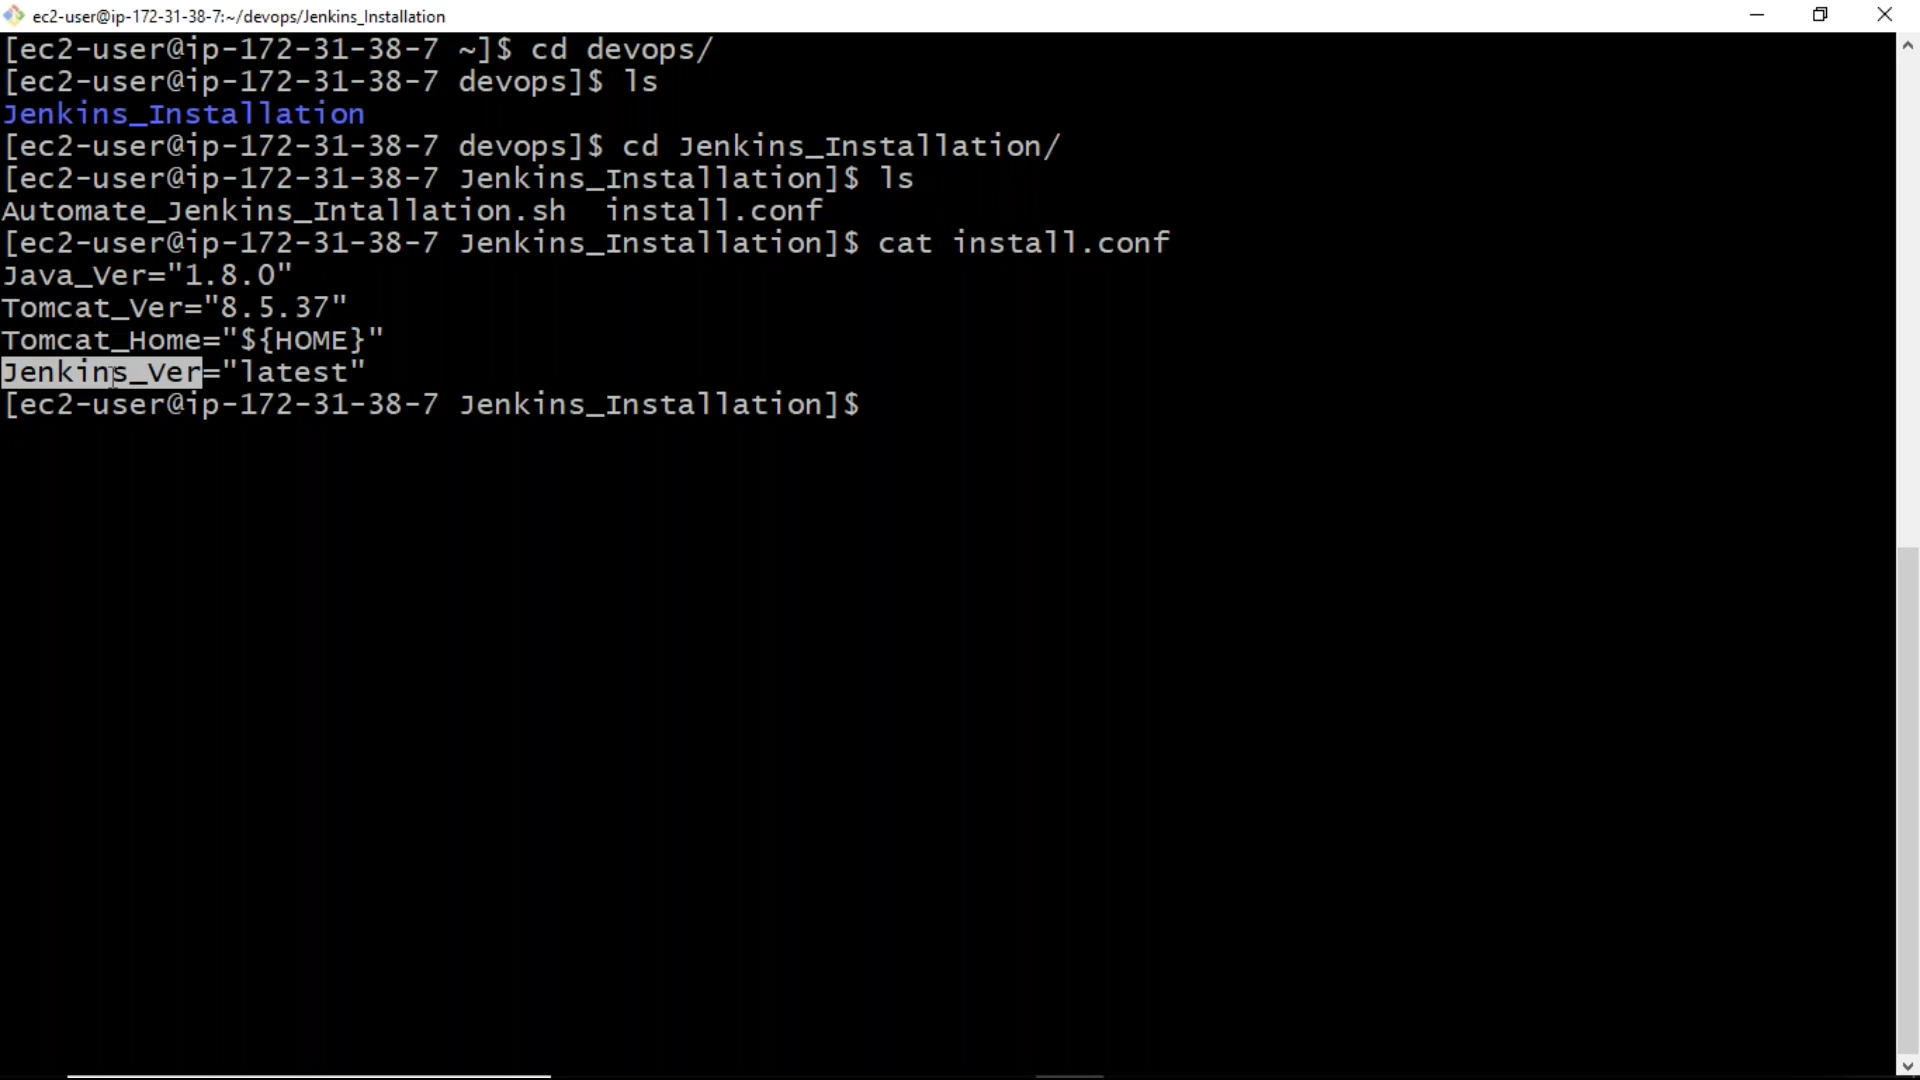 ec2-user@ip-172-31-38-7:~/devops/Jenkins_Installation
[ec2-user@ip-172-31-38-7 ~]$ cd devops/
[ec2-user@ip-172-31-38-7 devops]$ ls
Jenkins_Installation
[ec2-user@ip-172-31-38-7 devops]$ cd Jenkins_Installation/
[ec2-user@ip-172-31-38-7 Jenkins_Installation]$ ls
Automate_Jenkins_Intallation.sh  install.conf
[ec2-user@ip-172-31-38-7 Jenkins_Installation]$ cat install.conf
Java_Ver="1.8.0"
Tomcat_Ver="8.5.37"
Tomcat_Home="${HOME}"
Jenkins_Ver="latest"
[ec2-user@ip-172-31-38-7 Jenkins_Installation]$